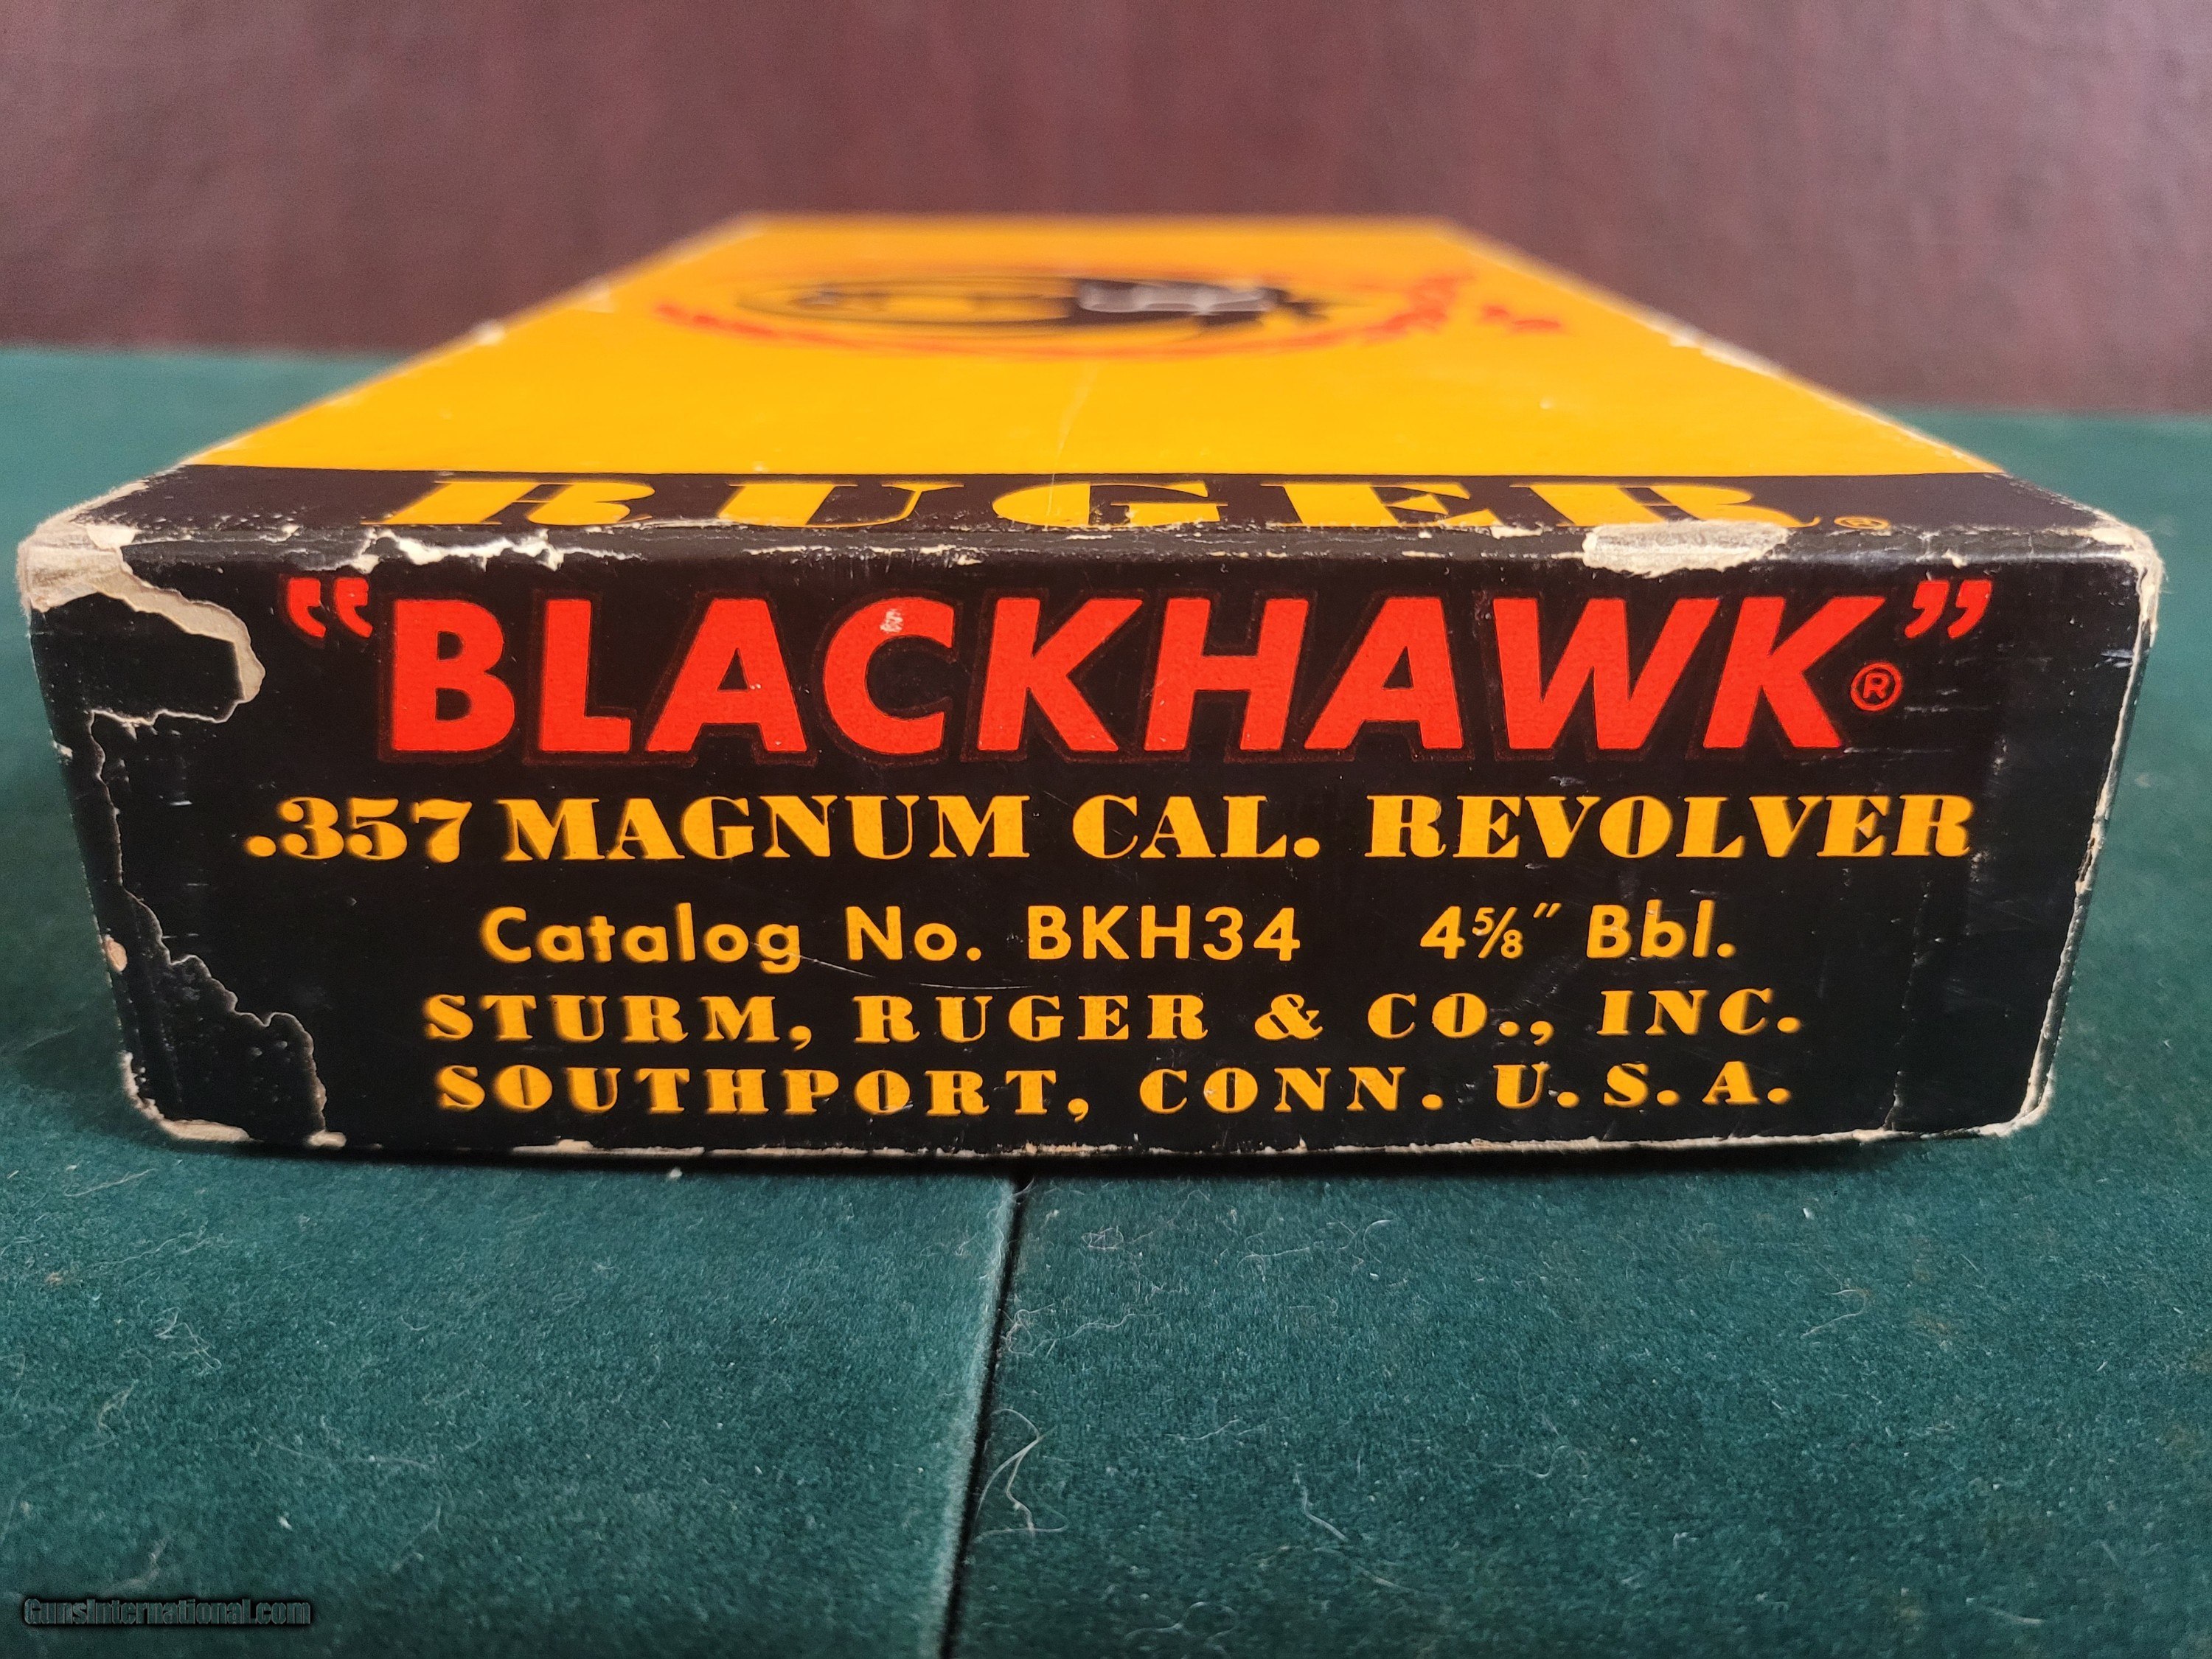 RUGER®
“BLACKHAWK”®
.357 MAGNUM CAL. REVOLVER
Catalog No. BKH34 4⅝″ Bbl.
STURM, RUGER & CO., INC.
SOUTHPORT, CONN. U.S.A.
GunsInternational.com